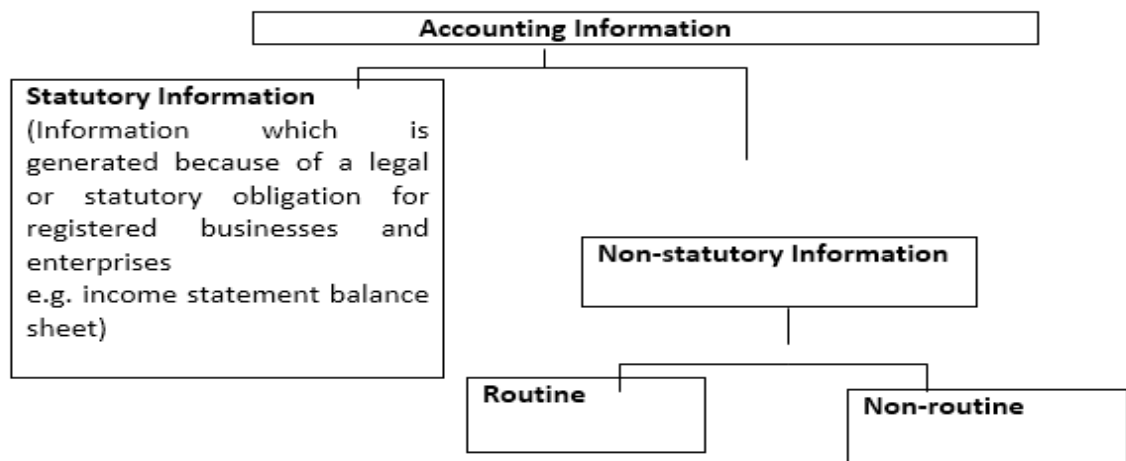 Accounting Information
Statutory Information
(Information which is
generated because of a legal
or statutory obligation for
registered businesses and
enterprises
e.g. income statement balance
sheet)
Non-statutory Information
Routine
Non-routine